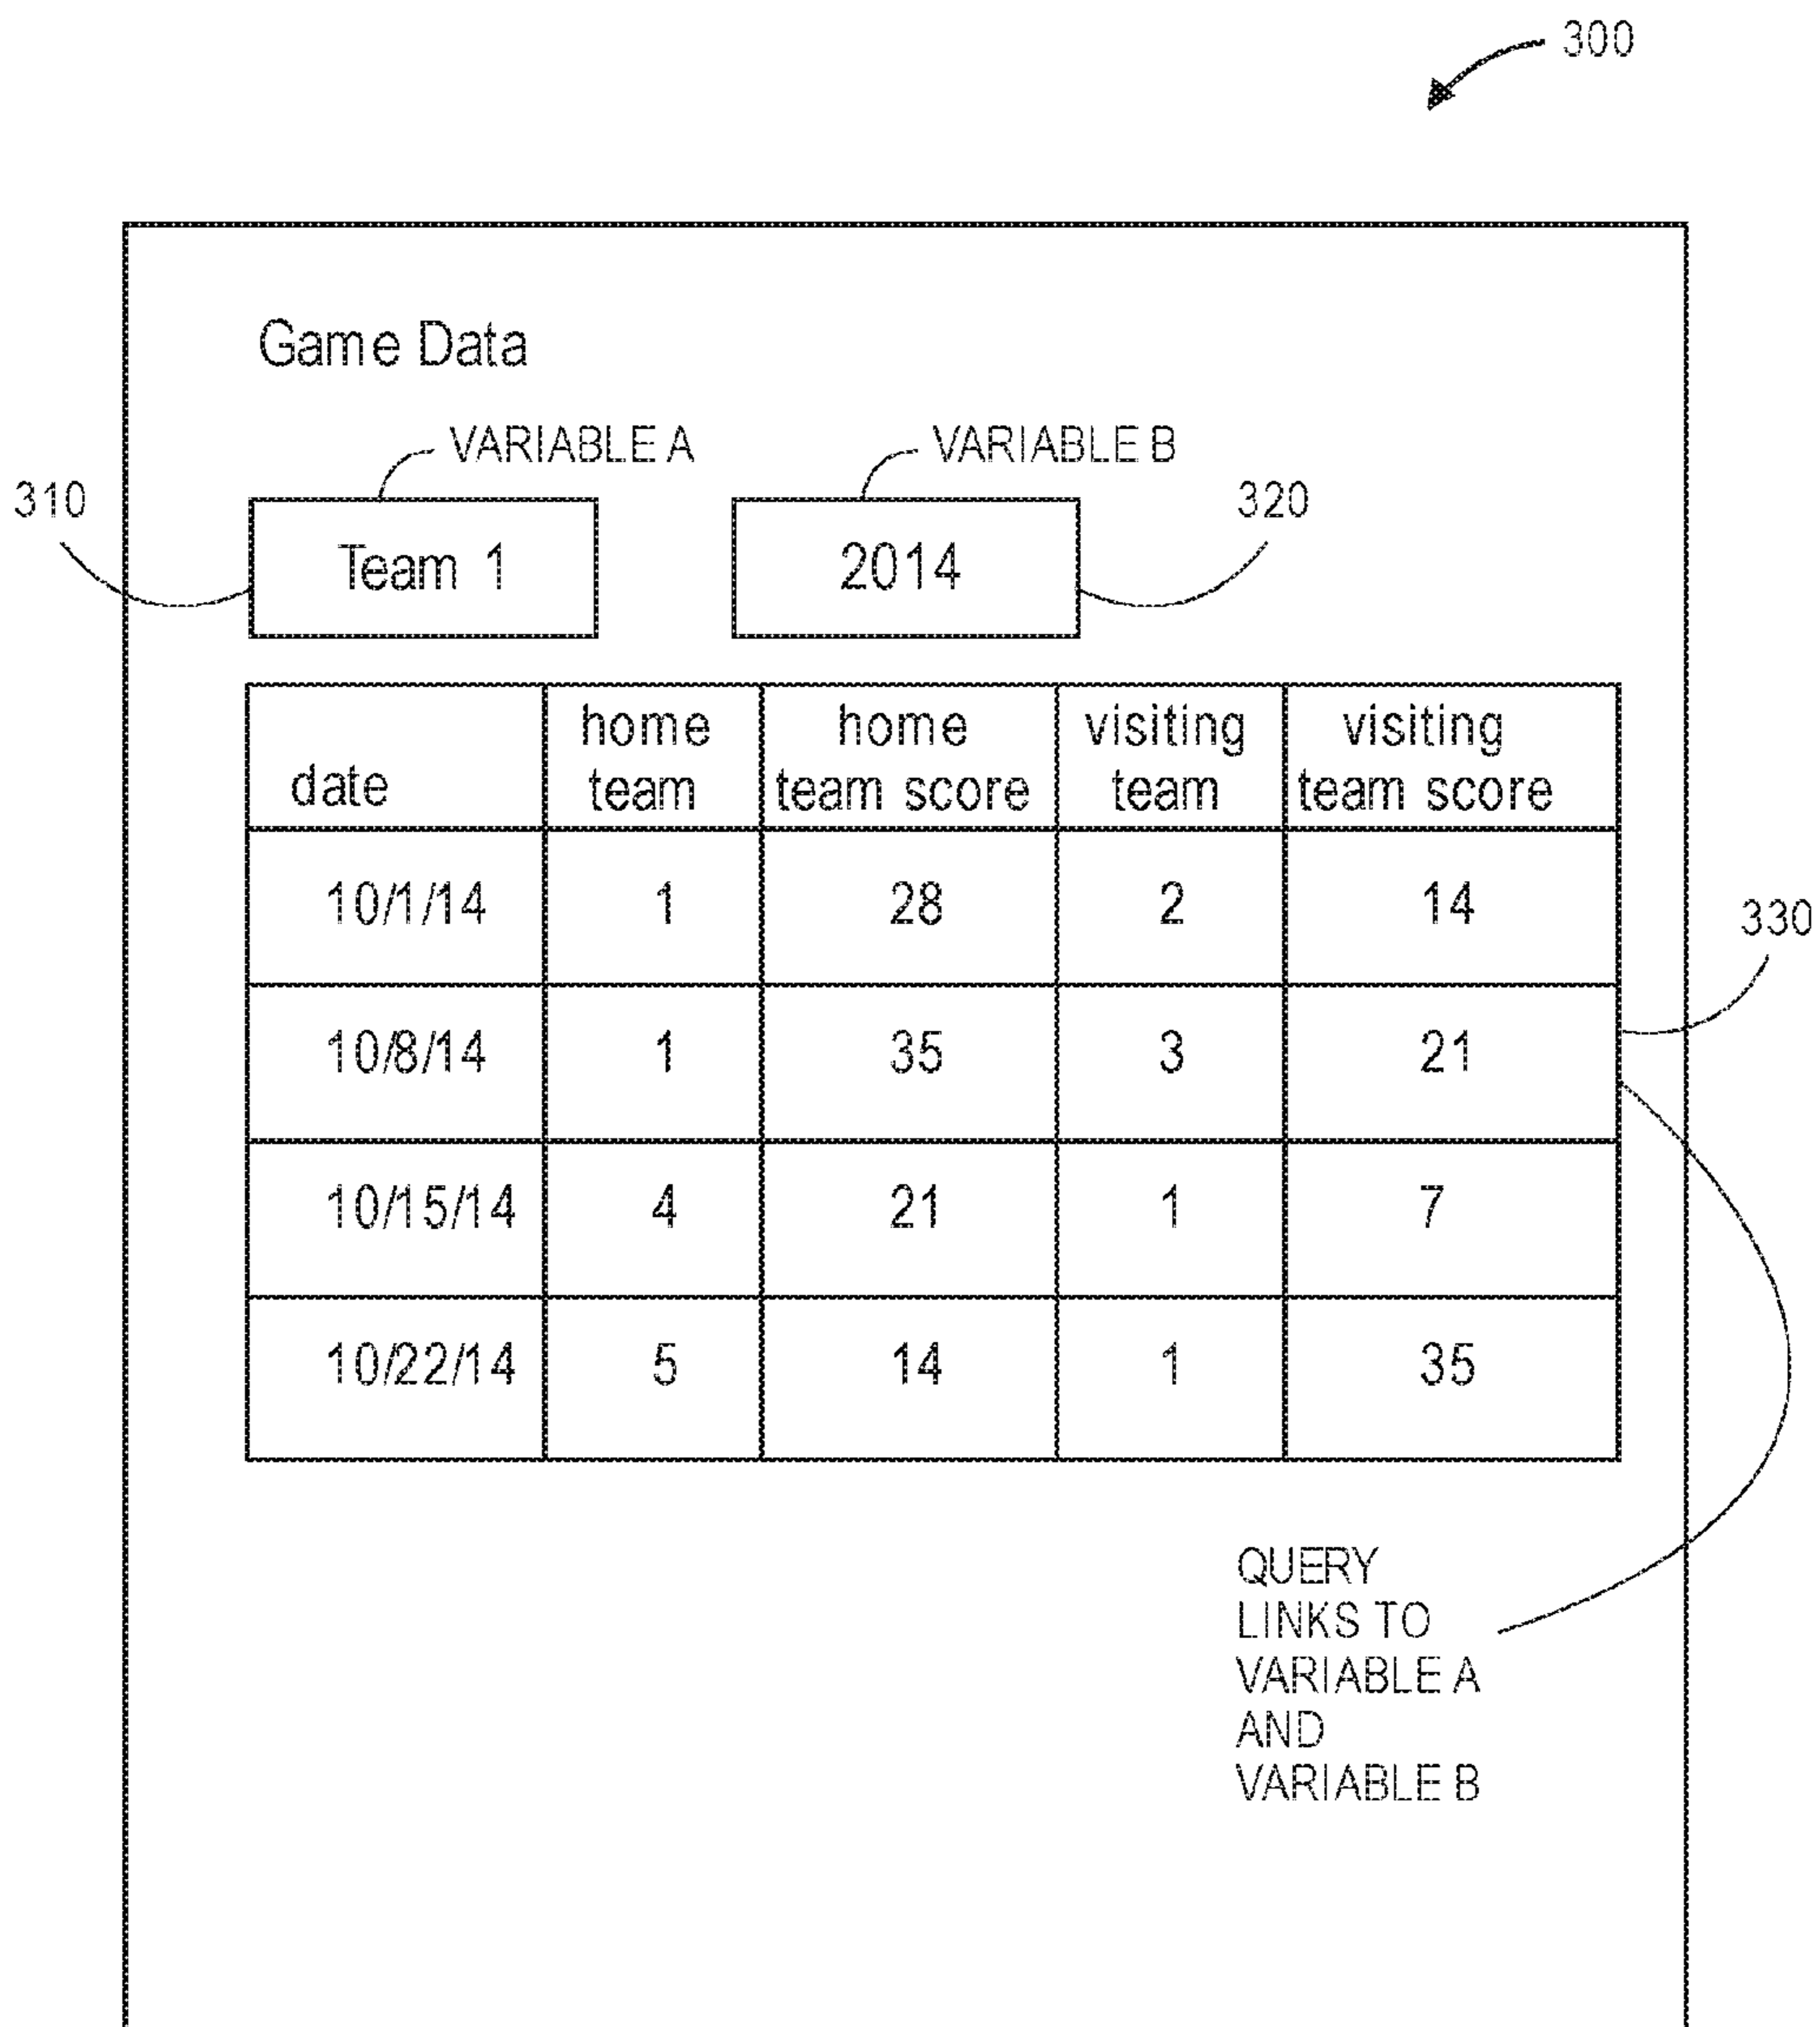 300
Game Data
VARIABLE A
VARIABLE B
310
320
Team 1
2014
date
home team
home team score
visiting team
visiting team score
10/1/14 1 28 2 14
330
10/8/14 1 35 3 21
10/15/14 4 21 1 7
10/22/14 5 14 1 35
QUERY
LINKS TO
VARIABLE A
AND
VARIABLE B